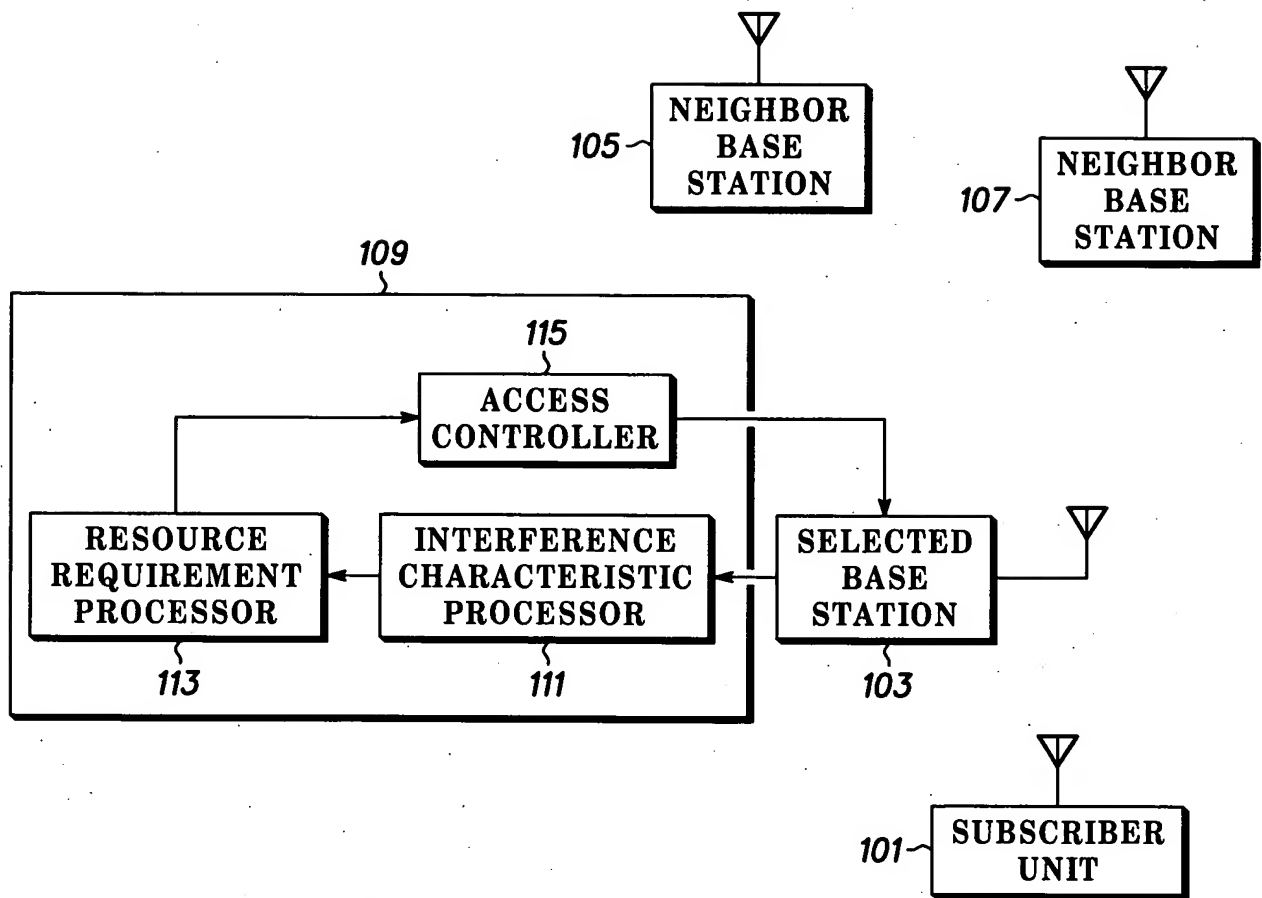 NEIGHBOR
BASE
STATION
105
NEIGHBOR
BASE
STATION
107
109
115
ACCESS
CONTROLLER
RESOURCE
REQUIREMENT
PROCESSOR
113
INTERFERENCE
CHARACTERISTIC
PROCESSOR
111
SELECTED
BASE
STATION
103
101
SUBSCRIBER
UNIT